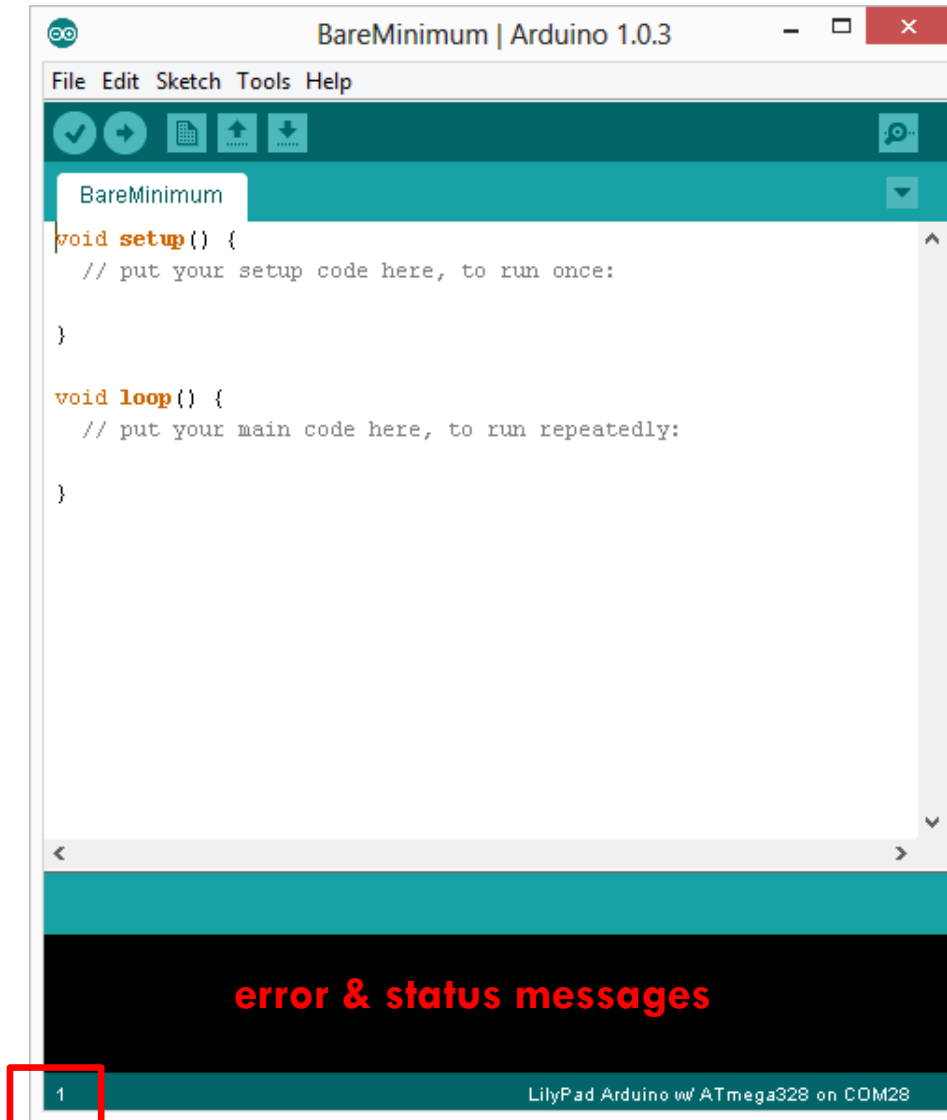 BareMinimum | Arduino 1.0.3
File Edit Sketch Tools Help
BareMinimum
void setup() {
  // put your setup code here, to run once:
}
void loop() {
  // put your main code here, to run repeatedly:
}
error & status messages
1
LilyPad Arduino w/ ATmega328 on COM28